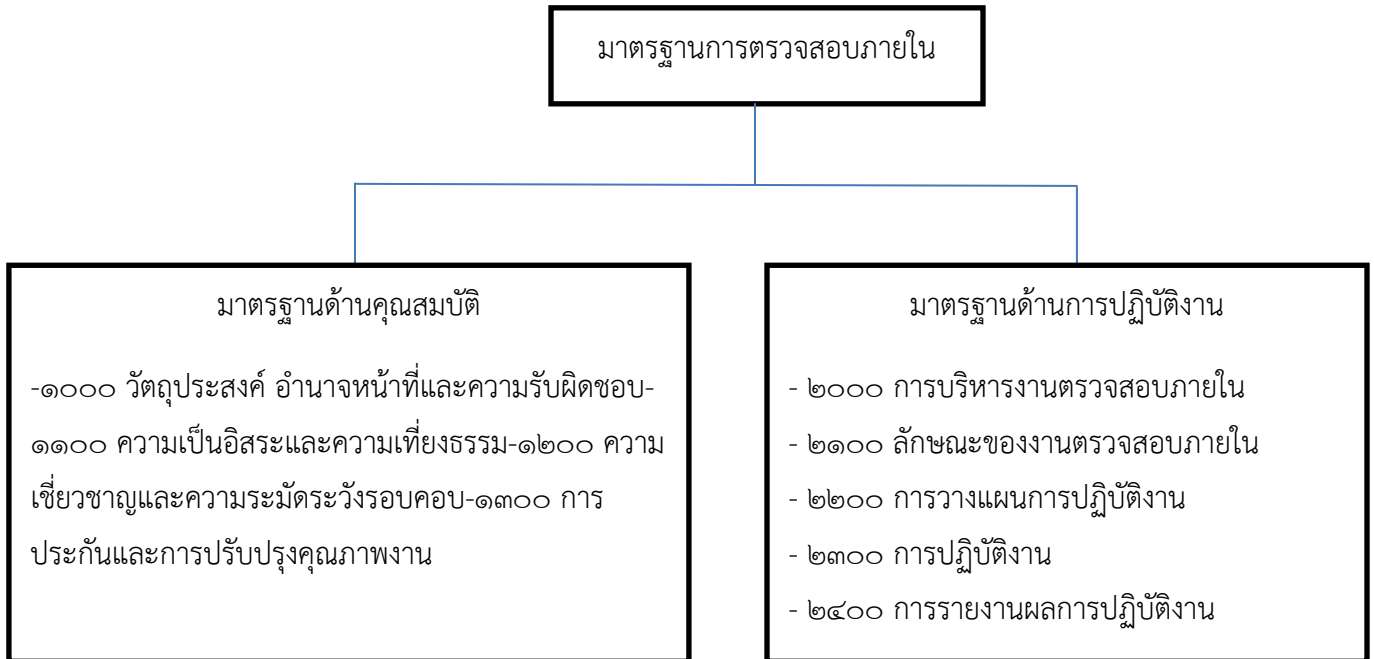 มาตรฐานการตรวจสอบภายใน
มาตรฐานด้านคุณสมบัติ
-๑๐๐๐ วัตถุประสงค์ อำนาจหน้าที่และความรับผิดชอบ-
๑๑๐๐ ความเป็นอิสระและความเที่ยงธรรม-๑๒๐๐ ความ
เชี่ยวชาญและความระมัดระวังรอบคอบ-๑๓๐๐ การ
ประกันและการปรับปรุงคุณภาพงาน
มาตรฐานด้านการปฏิบัติงาน
- ๒๐๐๐ การบริหารงานตรวจสอบภายใน
- ๒๑๐๐ ลักษณะของงานตรวจสอบภายใน
- ๒๒๐๐ การวางแผนการปฏิบัติงาน
- ๒๓๐๐ การปฏิบัติงาน
- ๒๔๐๐ การรายงานผลการปฏิบัติงาน